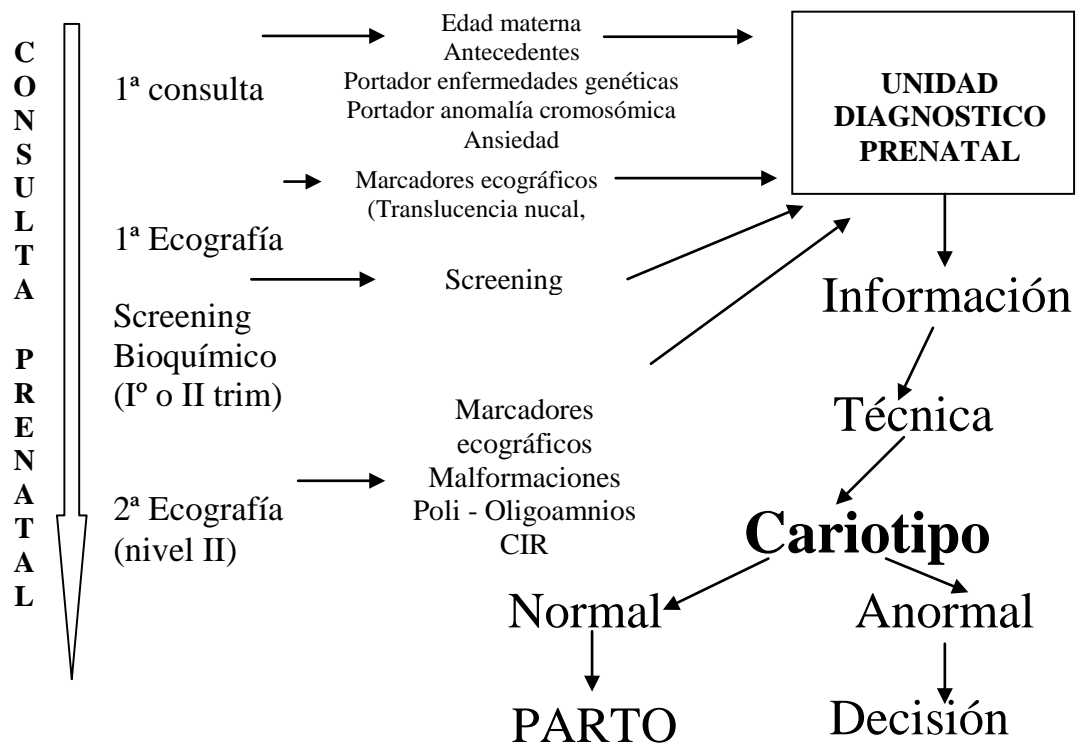 CONSULTA PRENATAL
1ª consulta
Edad materna
Antecedentes
Portador enfermedades genéticas
Portador anomalía cromosómica
Ansiedad
UNIDAD
DIAGNOSTICO
PRENATAL
1ª Ecografía
Marcadores ecográficos
(Translucencia nucal,
Screening
Bioquímico
(Iº o II trim)
Screening
2ª Ecografía
(nivel II)
Marcadores
ecográficos
Malformaciones
Poli - Oligoamnios
CIR
Información
Técnica
Cariotipo
Normal
Anormal
PARTO
Decisión